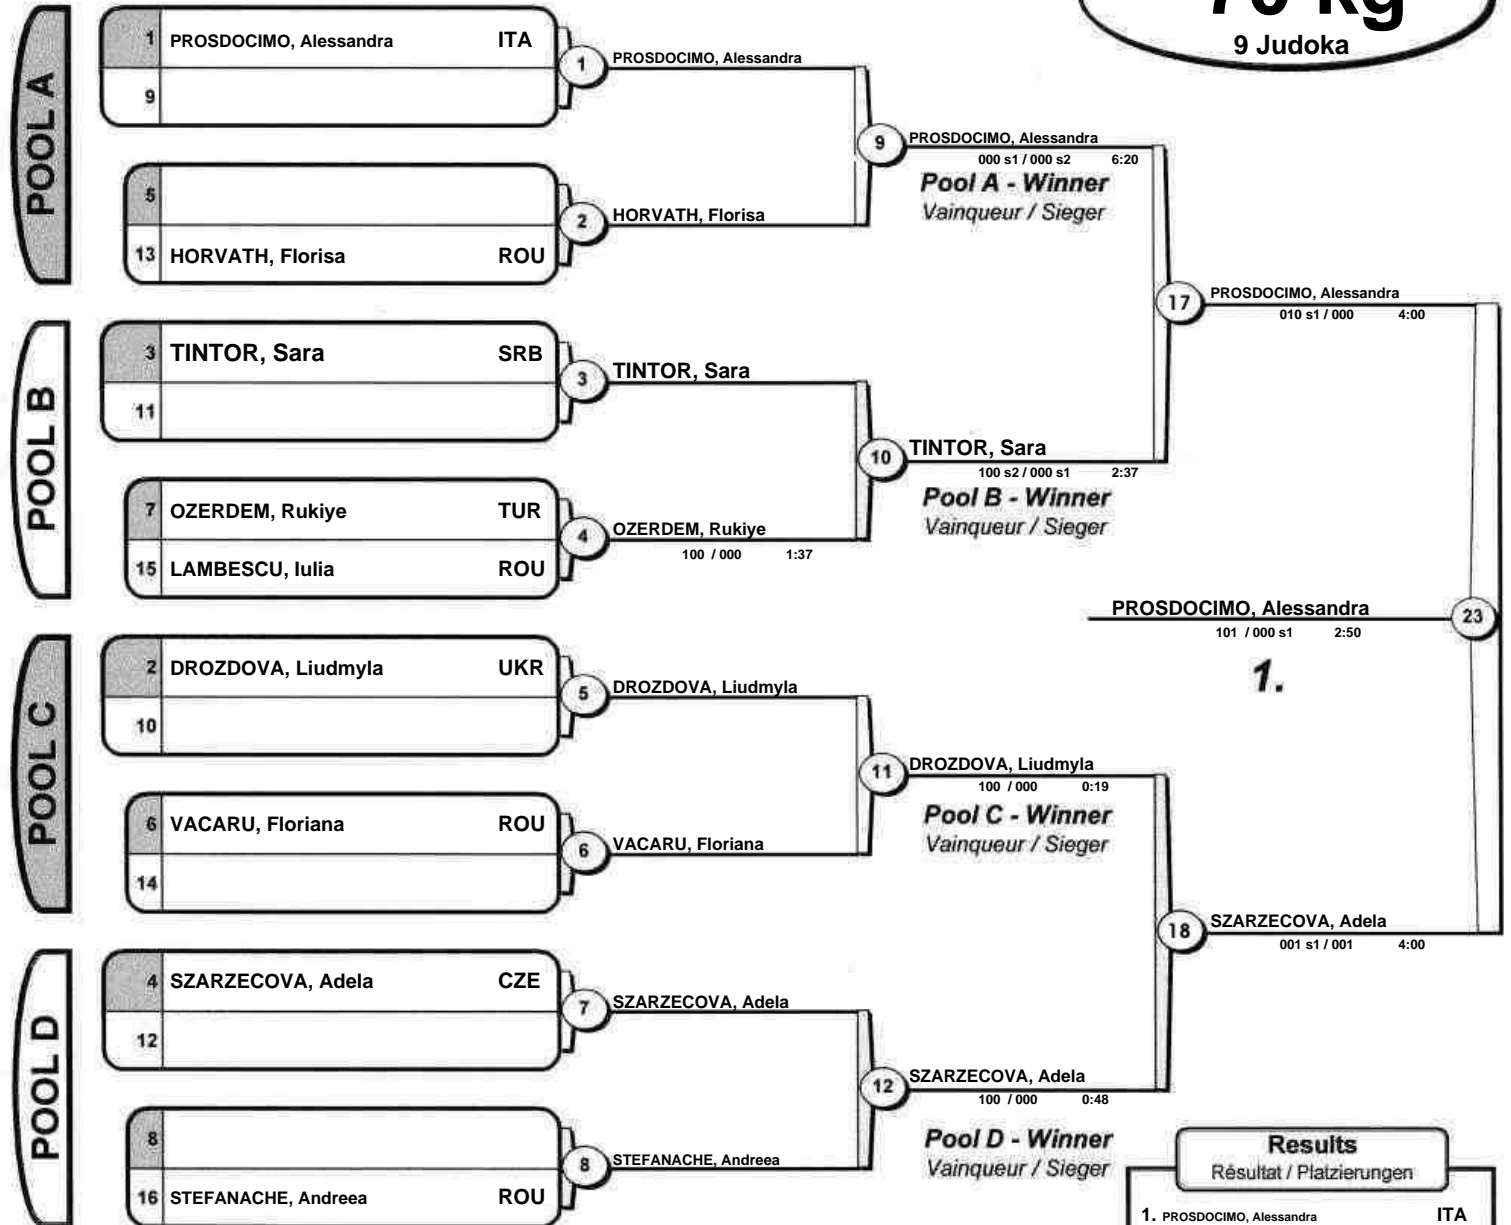 70 kg
9 Judoka
POOL A
1 PROSDOCIMO, Alessandra ITA
9
1
PROSDOCIMO, Alessandra
5
13 HORVATH, Florisa ROU
2
HORVATH, Florisa
9
PROSDOCIMO, Alessandra
000 s1 / 000 s2 6:20
Pool A - Winner
Vainqueur / Sieger
POOL B
3 TINTOR, Sara SRB
11
3
TINTOR, Sara
7 OZERDEM, Rukiye TUR
15 LAMBESCU, Iulia ROU
4
OZERDEM, Rukiye
100 / 000 1:37
10
TINTOR, Sara
100 s2 / 000 s1 2:37
Pool B - Winner
Vainqueur / Sieger
17
PROSDOCIMO, Alessandra
010 s1 / 000 4:00
POOL C
2 DROZDOVA, Liudmyla UKR
10
5
DROZDOVA, Liudmyla
6 VACARU, Floriana ROU
14
6
VACARU, Floriana
11
DROZDOVA, Liudmyla
100 / 000 0:19
Pool C - Winner
Vainqueur / Sieger
POOL D
4 SZARZECOVA, Adela CZE
12
7
SZARZECOVA, Adela
8
16 STEFANACHE, Andreea ROU
8
STEFANACHE, Andreea
12
SZARZECOVA, Adela
100 / 000 0:48
Pool D - Winner
Vainqueur / Sieger
18
SZARZECOVA, Adela
001 s1 / 001 4:00
23
PROSDOCIMO, Alessandra
101 / 000 s1 2:50
1.
Results
Résultat / Platzierungen
1. PROSDOCIMO, Alessandra ITA